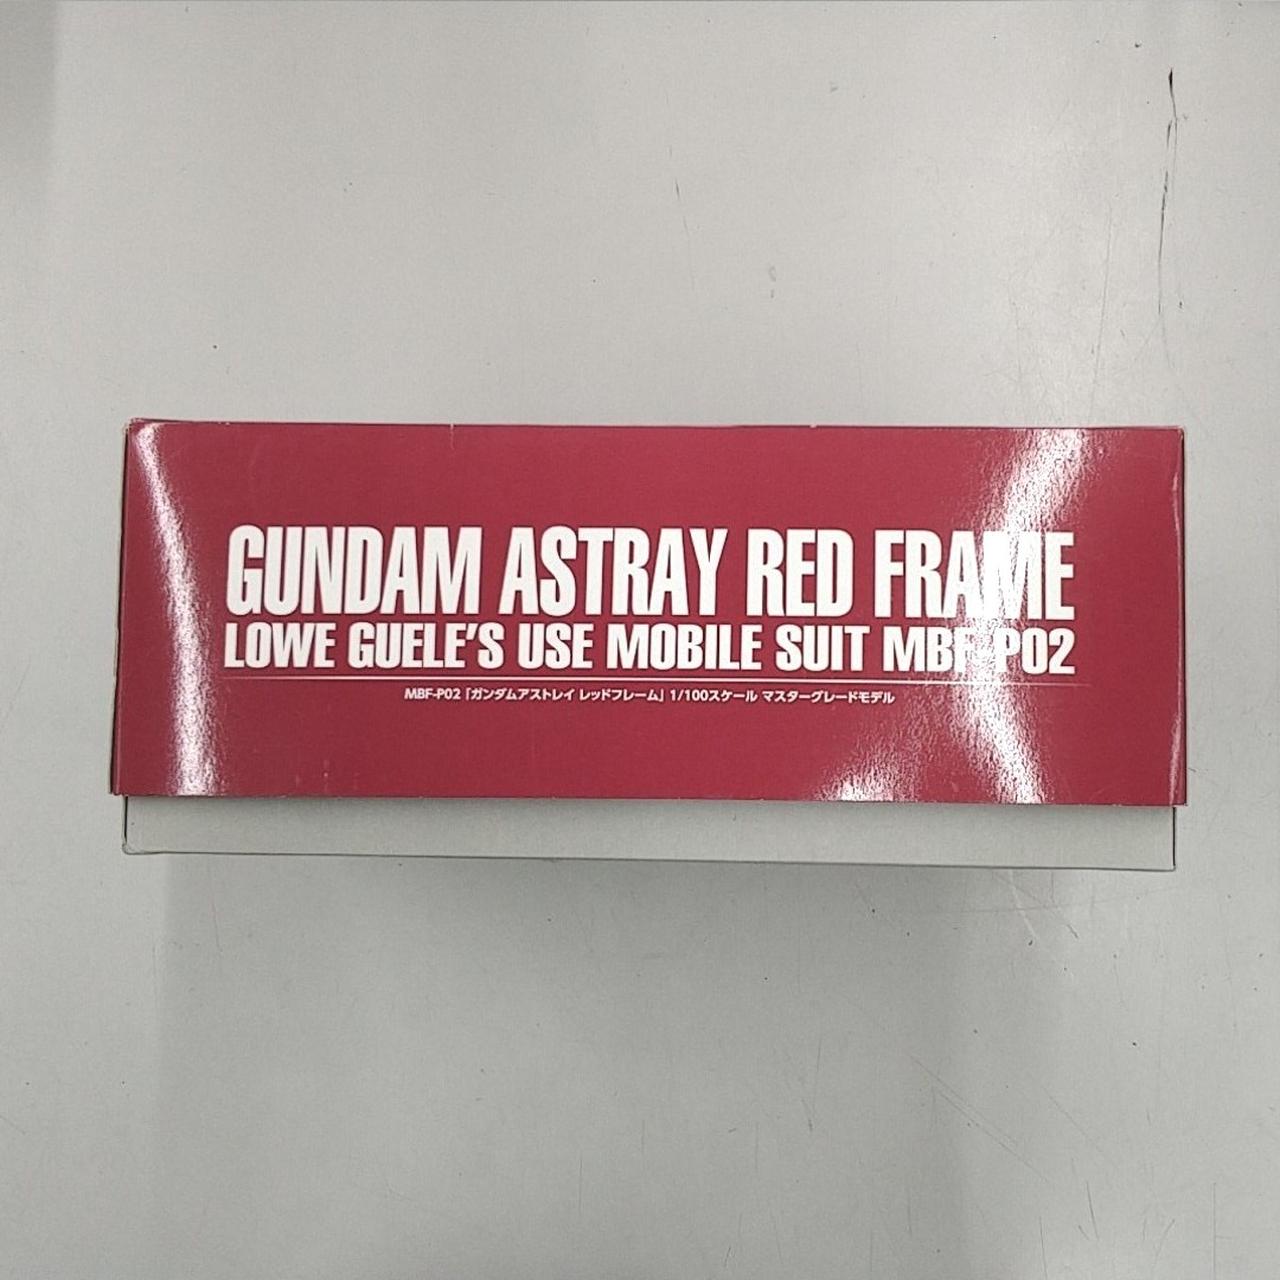 GUNDAM ASTRAY RED FRAME
LOWE GUELE'S USE MOBILE SUIT MBF-P02
MBF-P02「ガンダムアストレイ レッドフレーム」1/100スケール マスターグレードモデル